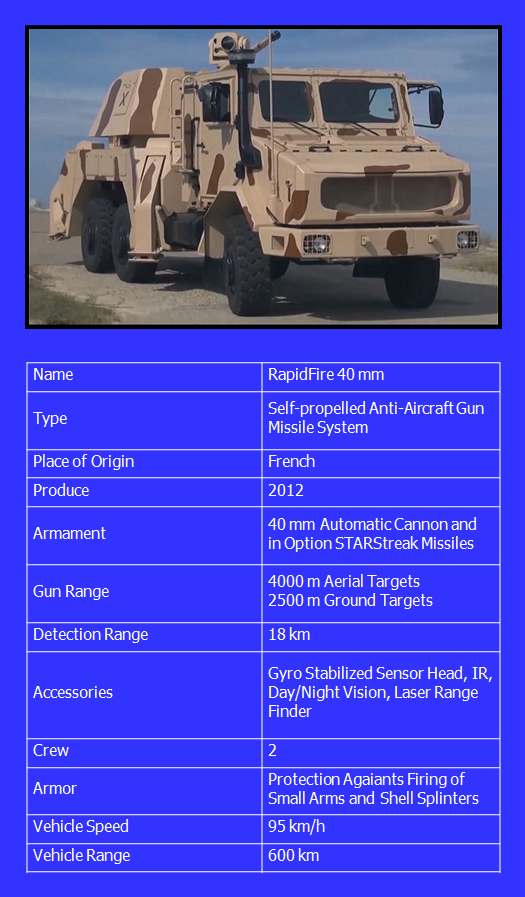 Name
RapidFire 40 mm
Type
Self-propelled Anti-Aircraft Gun
Missile System
Place of Origin
French
Produce
2012
Armament
40 mm Automatic Cannon and
in Option STARStreak Missiles
Gun Range
4000 m Aerial Targets
2500 m Ground Targets
Detection Range
18 km
Accessories
Gyro Stabilized Sensor Head, IR,
Day/Night Vision, Laser Range
Finder
Crew
2
Armor
Protection Agaiants Firing of
Small Arms and Shell Splinters
Vehicle Speed
95 km/h
Vehicle Range
600 km